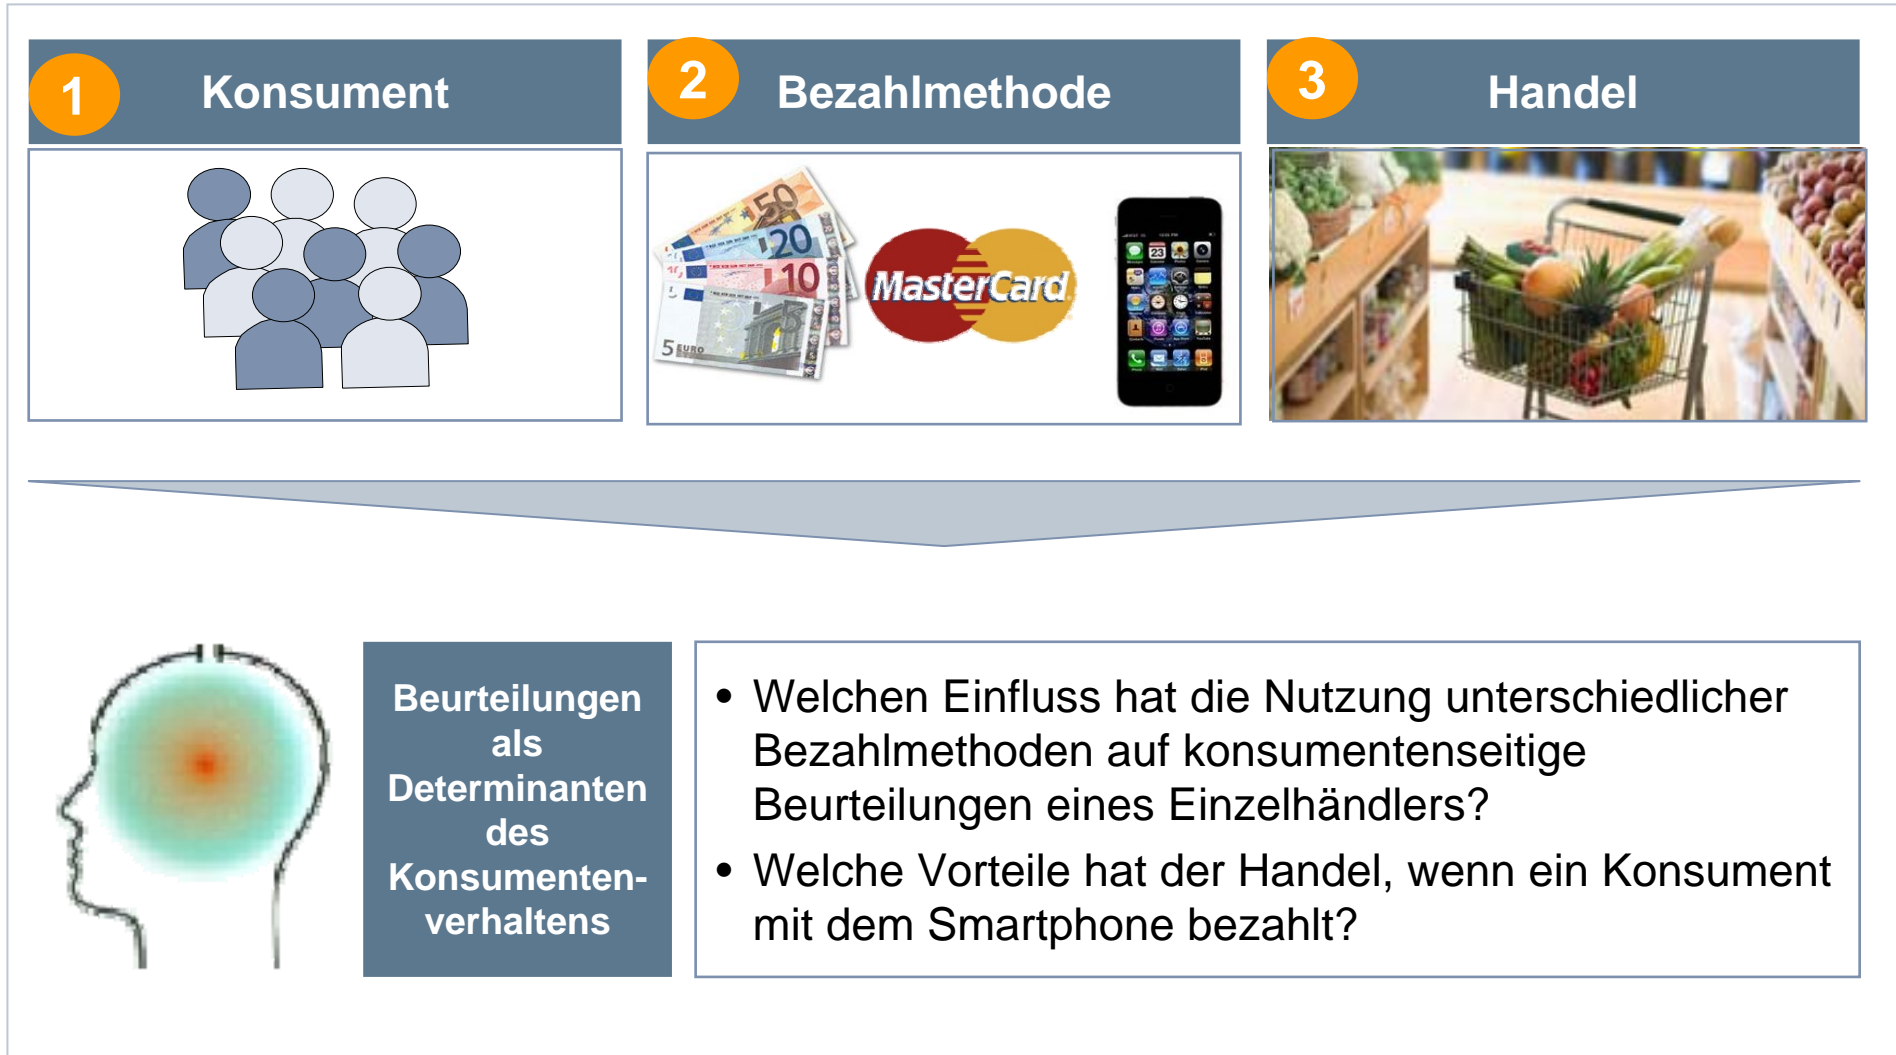 1
Konsument
2
Bezahlmethode
3
Handel
50
20
10
5 EURO
MasterCard
23
Beurteilungen
als
Determinanten
des
Konsumenten-
verhaltens
• Welchen Einfluss hat die Nutzung unterschiedlicher
Bezahlmethoden auf konsumentenseitige
Beurteilungen eines Einzelhändlers?
• Welche Vorteile hat der Handel, wenn ein Konsument
mit dem Smartphone bezahlt?